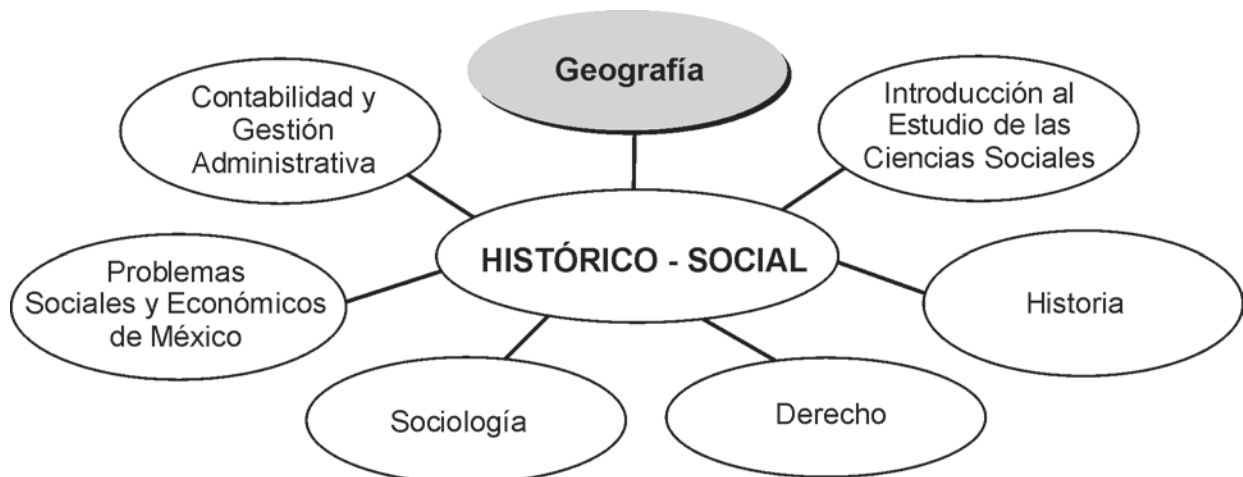 Geografía
Contabilidad y
Gestión
Administrativa
Introducción al
Estudio de las
Ciencias Sociales
HISTÓRICO - SOCIAL
Problemas
Sociales y Económicos
de México
Historia
Sociología
Derecho